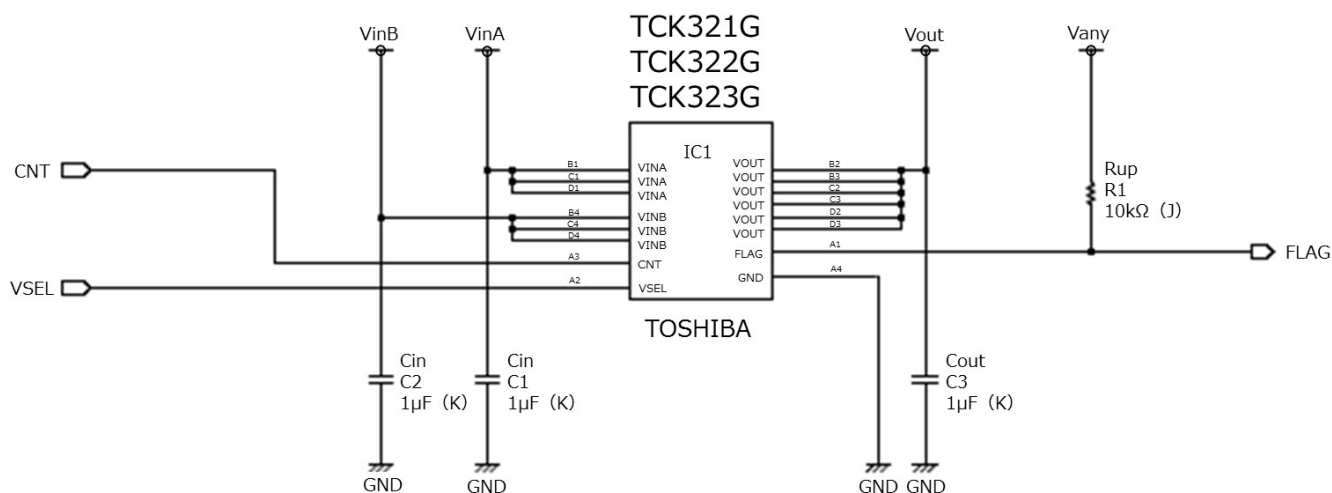 TCK321G
TCK322G
TCK323G
VinB
VinA
Vout
Vany
IC1
CNT
VSEL
B1 VINA
C1 VINA
D1 VINA
B4 VINB
C4 VINB
D4 VINB
A3 CNT
A2 VSEL
VOUT B2
VOUT B3
VOUT C2
VOUT C3
VOUT D2
VOUT D3
FLAG A1
GND A4
Rup
R1
10kΩ（J）
FLAG
TOSHIBA
Cin
C2
1μF（K）
Cin
C1
1μF（K）
Cout
C3
1μF（K）
GND
GND
GND
GND